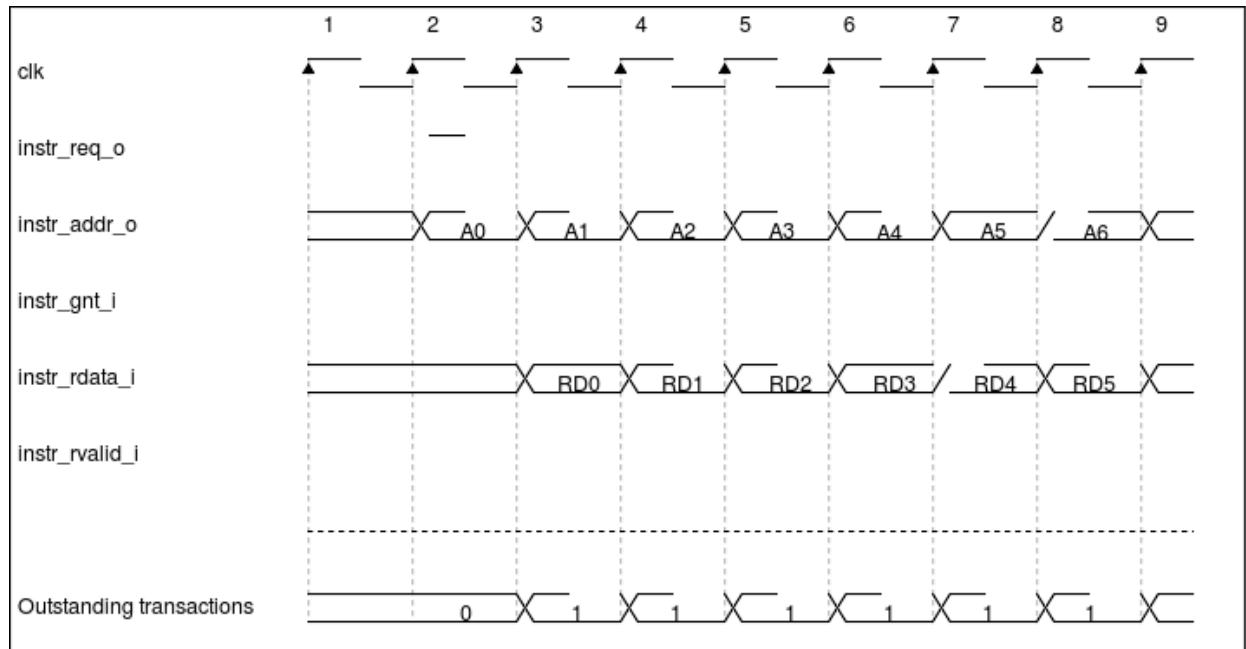 1 2 3 4 5 6 7 8 9
clk
instr_req_o
instr_addr_o A0 A1 A2 A3 A4 A5 A6
instr_gnt_i
instr_rdata_i RD0 RD1 RD2 RD3 RD4 RD5
instr_rvalid_i
Outstanding transactions 0 1 1 1 1 1 1